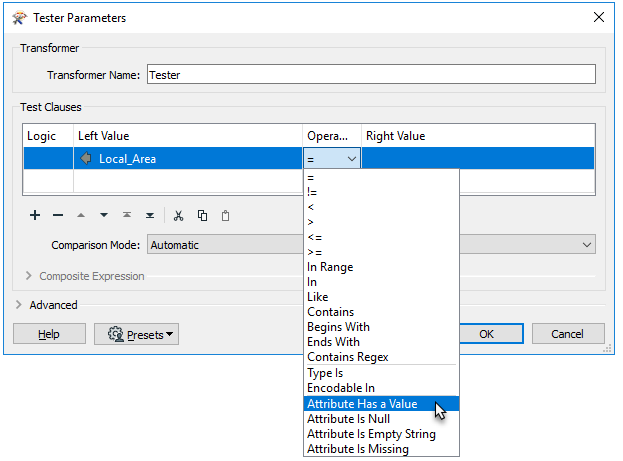 Tester Parameters
Transformer
Transformer Name: Tester
Test Clauses
Logic Left Value Opera... Right Value
Local_Area =
=
!=
<
>
<=
Comparison Mode: Automatic
>=
In Range
Composite Expression
In
Like
Advanced
Contains
Help Presets Begins With OK Cancel
Ends With
Contains Regex
Type Is
Encodable In
Attribute Has a Value
Attribute Is Null
Attribute Is Empty String
Attribute Is Missing